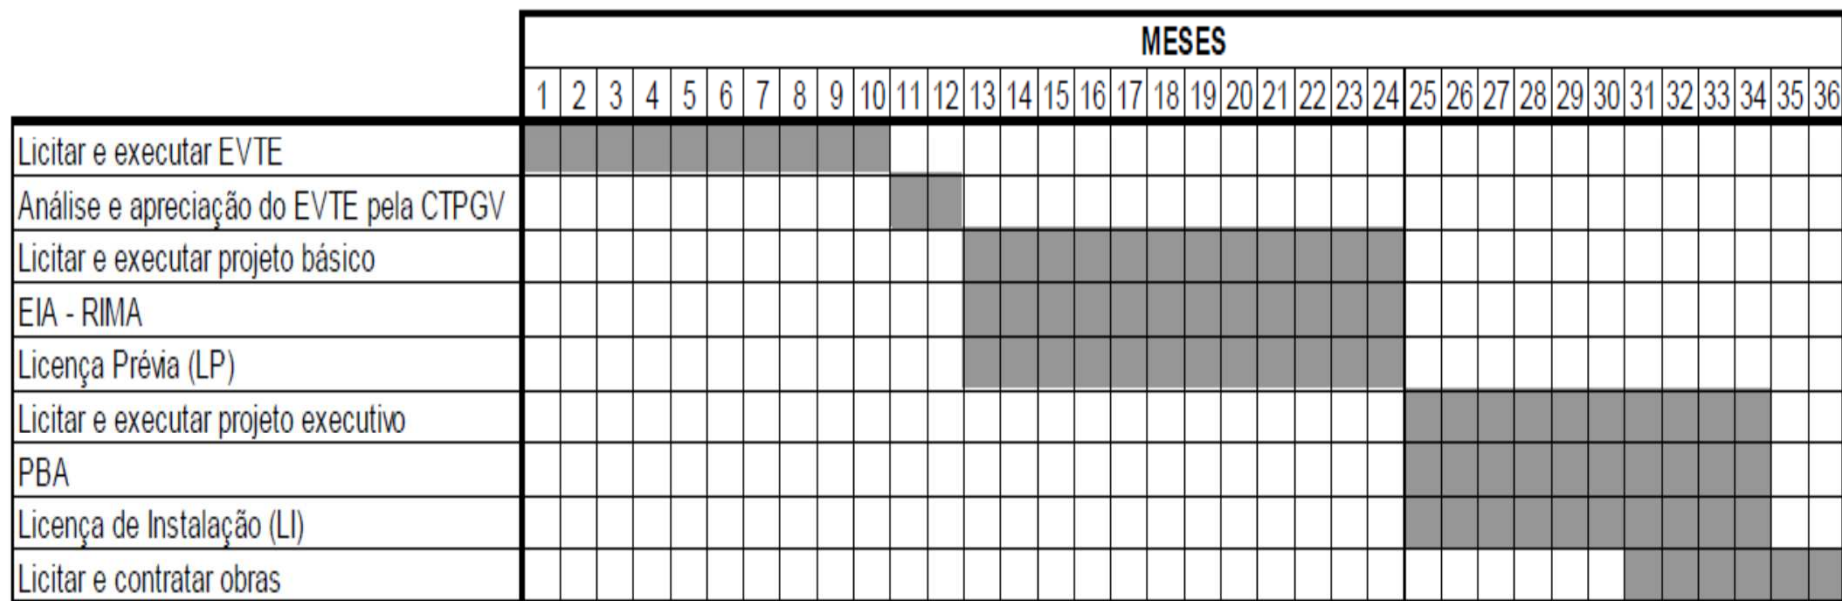 MESES
1 2 3 4 5 6 7 8 9 10 11 12 13 14 15 16 17 18 19 20 21 22 23 24 25 26 27 28 29 30 31 32 33 34 35 36
Licitar e executar EVTE
Análise e apreciação do EVTE pela CTPGV
Licitar e executar projeto básico
EIA - RIMA
Licença Prévia (LP)
Licitar e executar projeto executivo
PBA
Licença de Instalação (LI)
Licitar e contratar obras